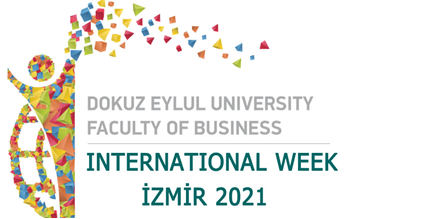 DOKUZ EYLUL UNIVERSITY
FACULTY OF BUSINESS
INTERNATIONAL WEEK
İZMİR 2021